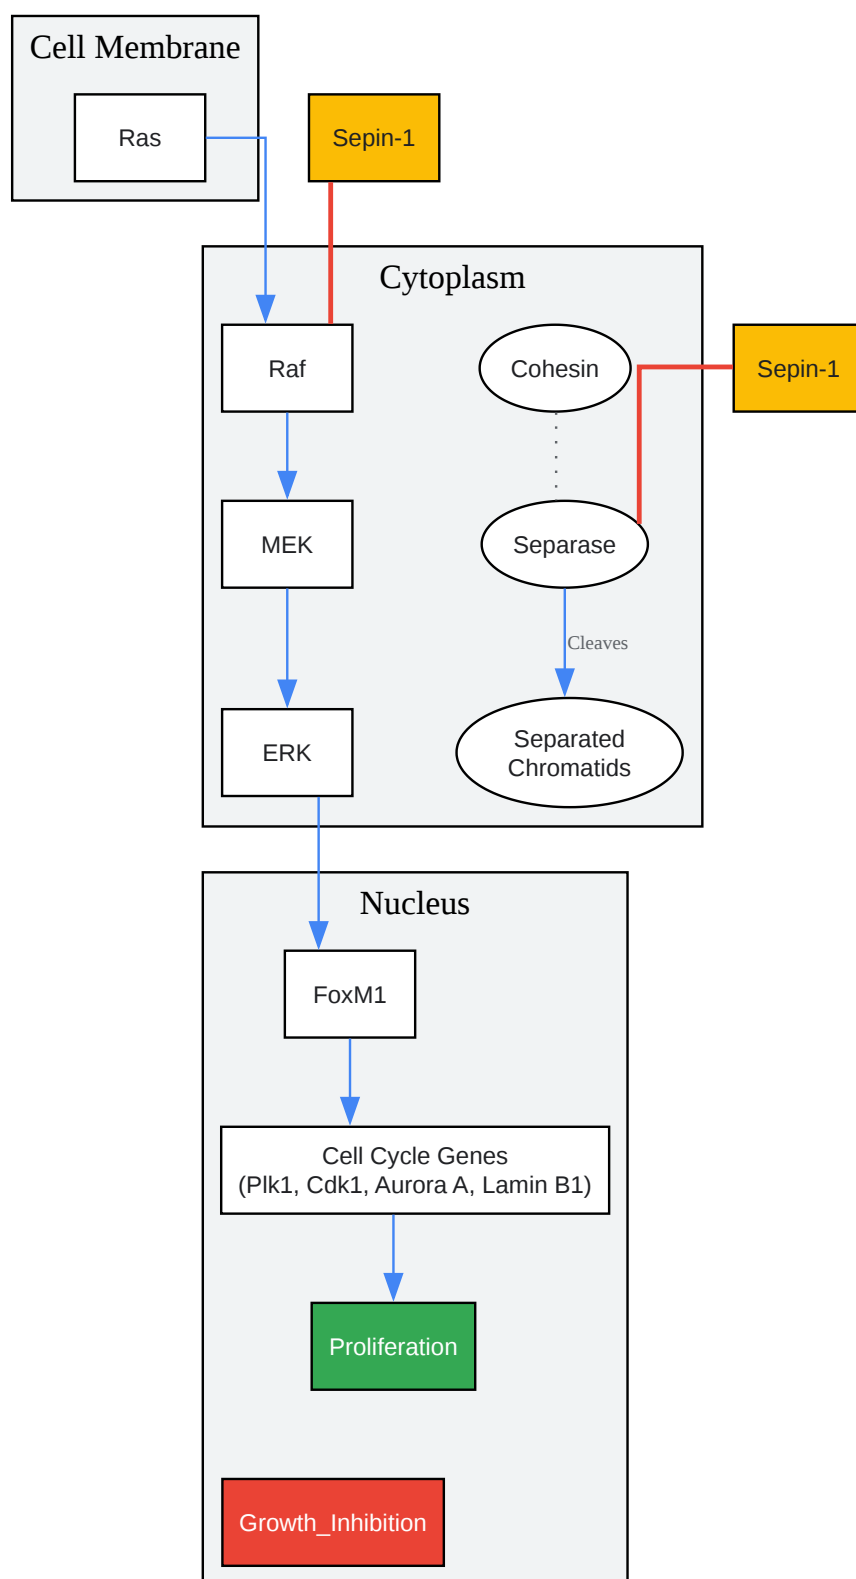 Cell Membrane
Ras
Sepin-1
Cytoplasm
Raf
Cohesin
Sepin-1
MEK
Separase
Cleaves
ERK
Separated
Chromatids
Nucleus
FoxM1
Cell Cycle Genes
(Plk1, Cdk1, Aurora A, Lamin B1)
Proliferation
Growth_Inhibition